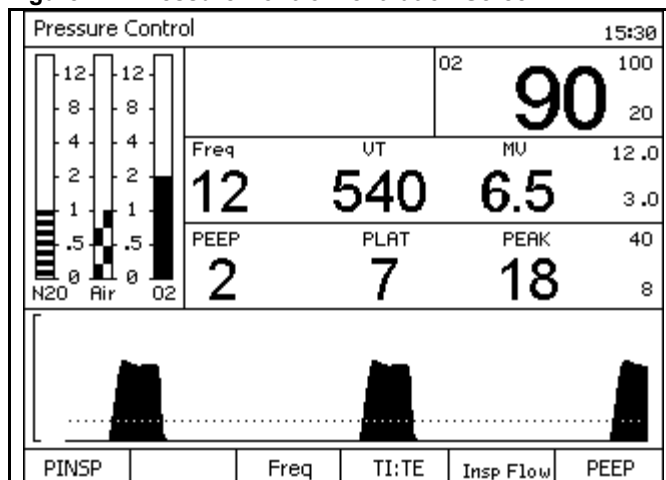 Pressure Control 15:30
12 12
8 8
4 4
2 2
1 1
.5 .5
0 0
N2O Air O2
O2 90 100
20
Freq VT MV 12.0
12 540 6.5 3.0
PEEP PLAT PEAK 40
2 7 18 8
PINSP Freq TI:TE Insp Flow PEEP